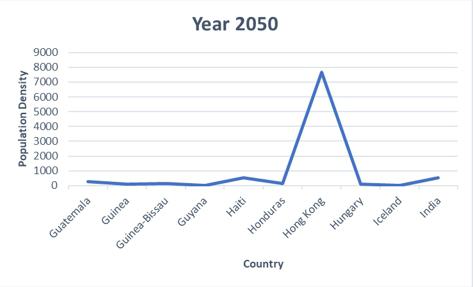 Year 2050
Population Density
9000
8000
7000
6000
5000
4000
3000
2000
1000
0
Guatemala
Guinea
Guinea-Bissau
Guyana
Haiti
Honduras
Hong Kong
Hungary
Iceland
India
Country